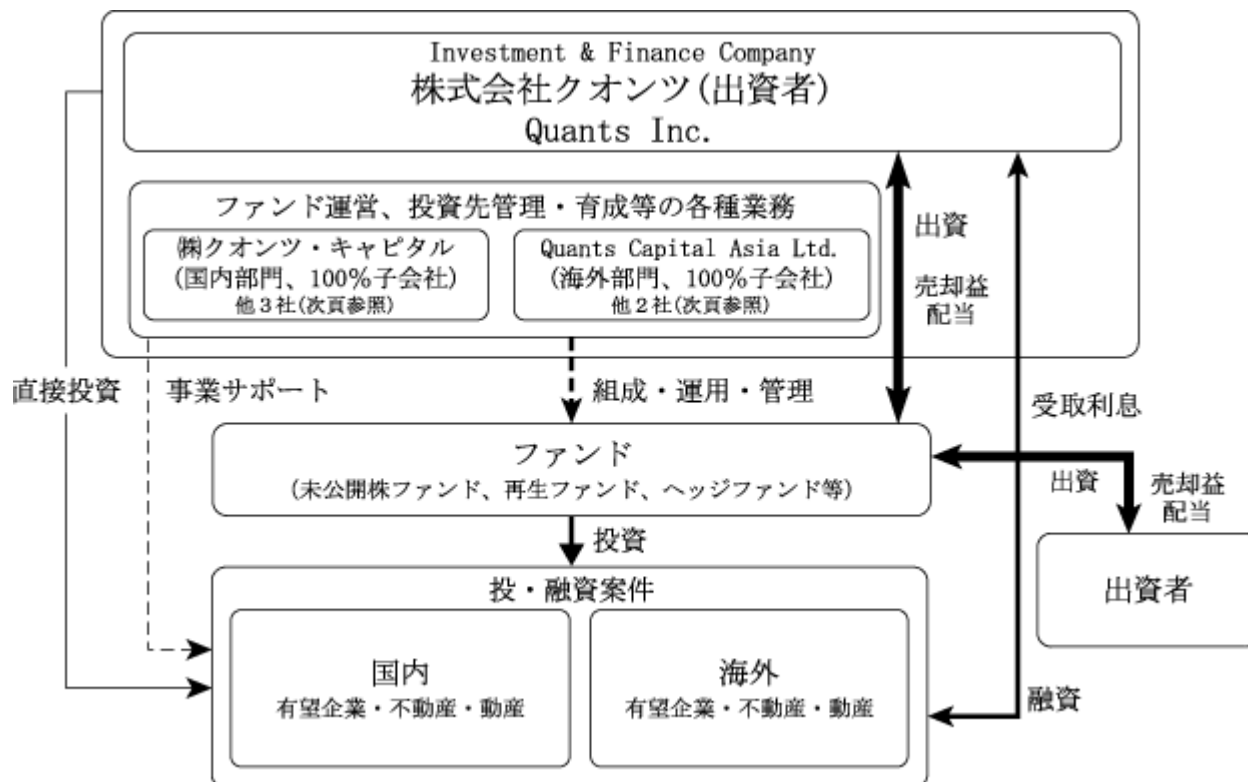 Investment & Finance Company
株式会社クオンツ(出資者)
Quants Inc.
ファンド運営、投資先管理・育成等の各種業務
㈱クオンツ・キャピタル
(国内部門、100％子会社)
他３社(次頁参照)
Quants Capital Asia Ltd.
(海外部門、100％子会社)
他２社(次頁参照)
出資
売却益
配当
直接投資
事業サポート
組成・運用・管理
受取利息
ファンド
(未公開株ファンド、再生ファンド、ヘッジファンド等)
出資
売却益
配当
投資
出資者
投・融資案件
国内
有望企業・不動産・動産
海外
有望企業・不動産・動産
融資